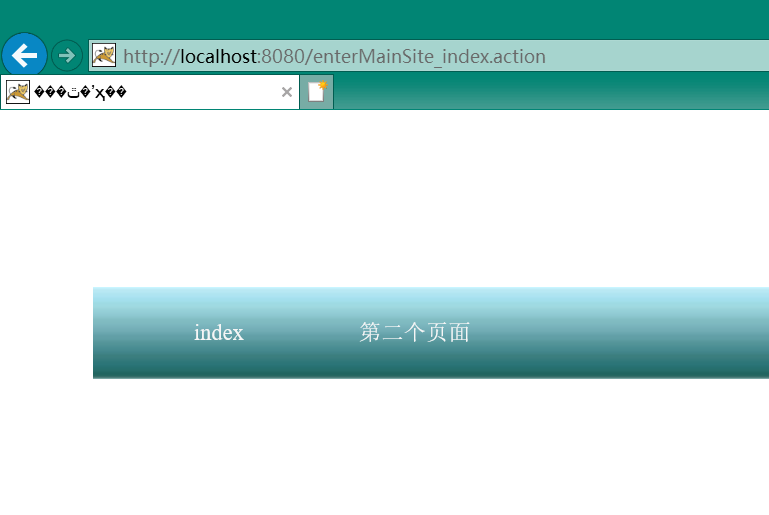 http://localhost:8080/enterMainSite_index.action
index
第二个页面